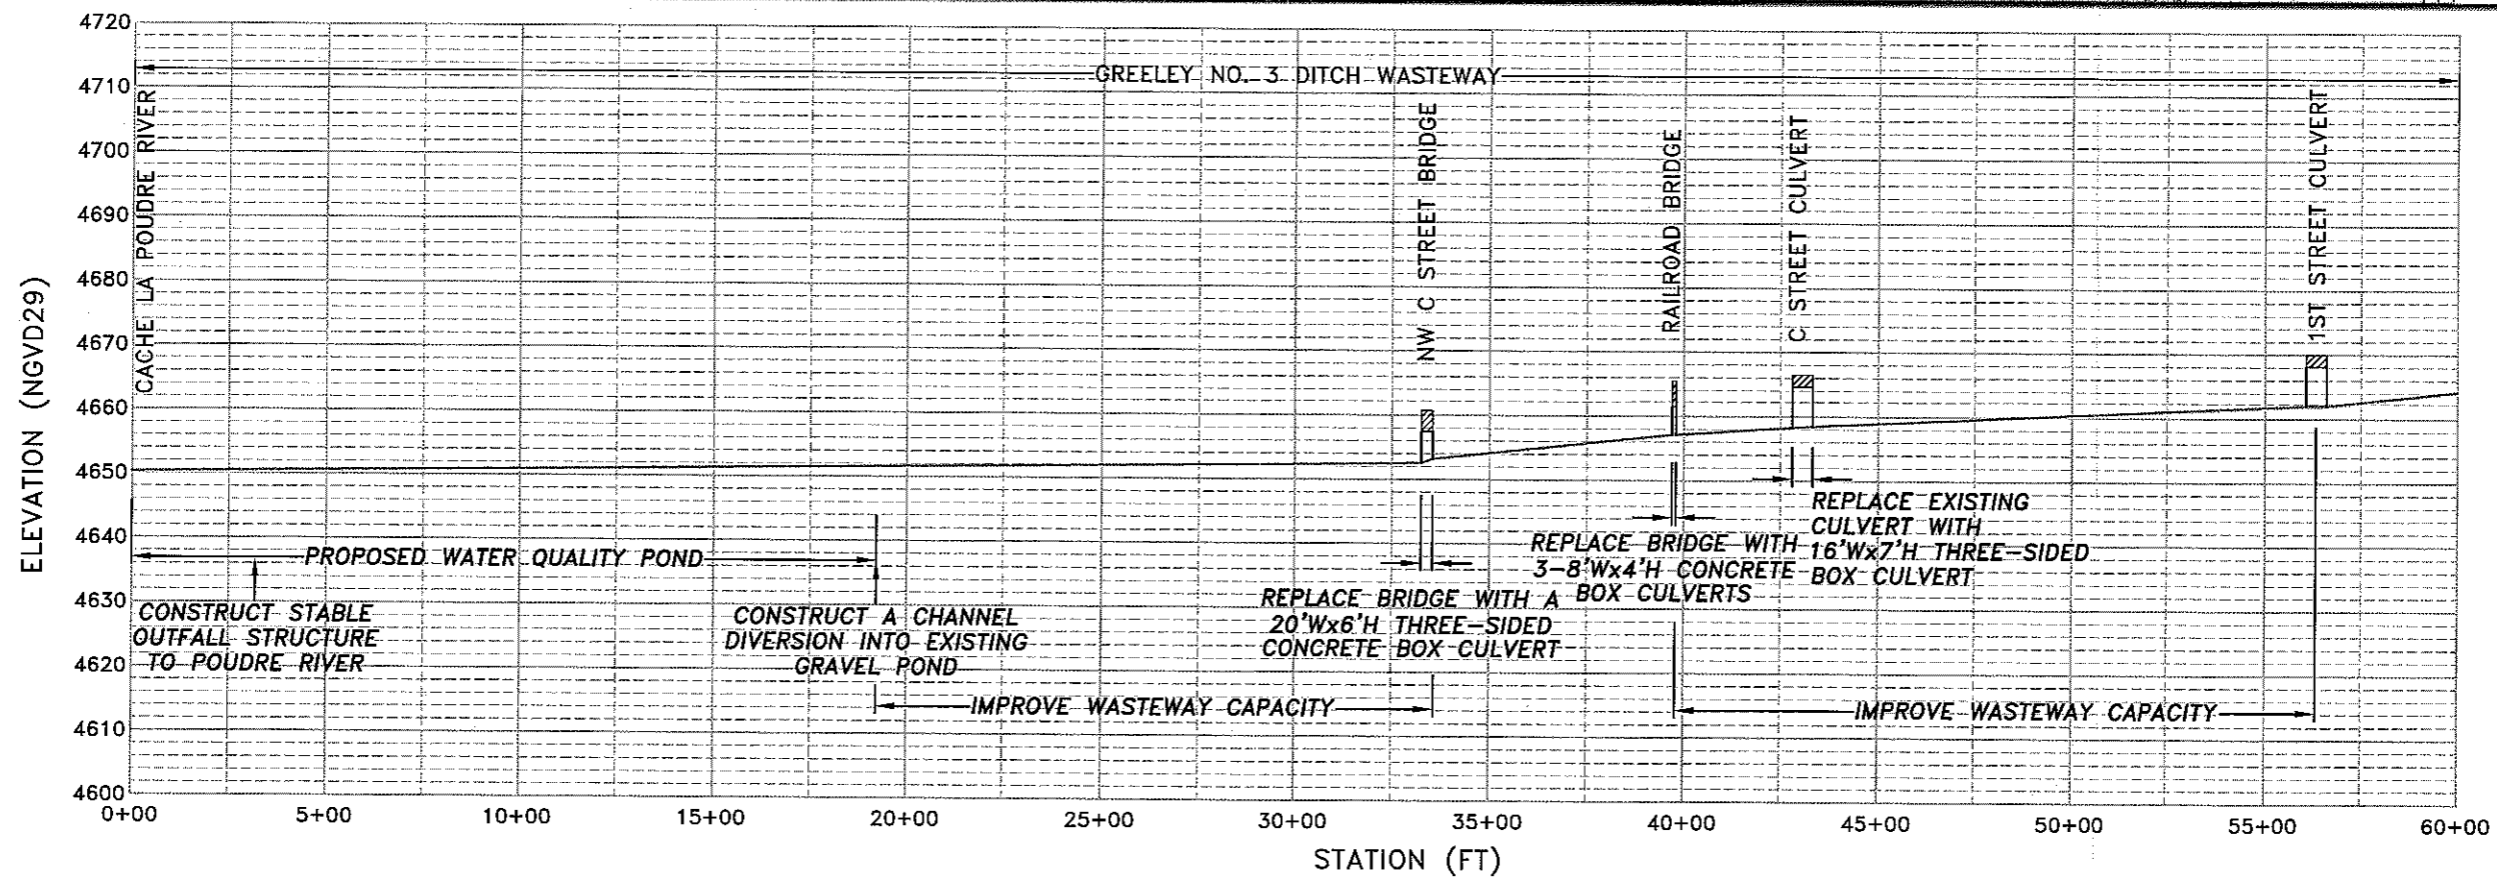 4720
4710
4700
4690
4680
4670
4660
4650
4640
4630
4620
4610
4600
ELEVATION (NGVD29)
GREELEY NO. 3 DITCH WASTEWAY
CACHE LA POUDRE RIVER
NW C STREET BRIDGE
RAILROAD BRIDGE
C STREET CULVERT
1ST STREET CULVERT
PROPOSED WATER QUALITY POND
CONSTRUCT STABLE
OUTFALL STRUCTURE
TO POUDRE RIVER
CONSTRUCT A CHANNEL
DIVERSION INTO EXISTING
GRAVEL POND
REPLACE BRIDGE WITH A
20'Wx6'H THREE-SIDED
CONCRETE BOX CULVERT
REPLACE BRIDGE WITH
3-8'Wx4'H CONCRETE
BOX CULVERTS
REPLACE EXISTING
CULVERT WITH
16'Wx7'H THREE-SIDED
BOX CULVERT
IMPROVE WASTEWAY CAPACITY
IMPROVE WASTEWAY CAPACITY
0+00 5+00 10+00 15+00 20+00 25+00 30+00 35+00 40+00 45+00 50+00 55+00 60+00
STATION (FT)